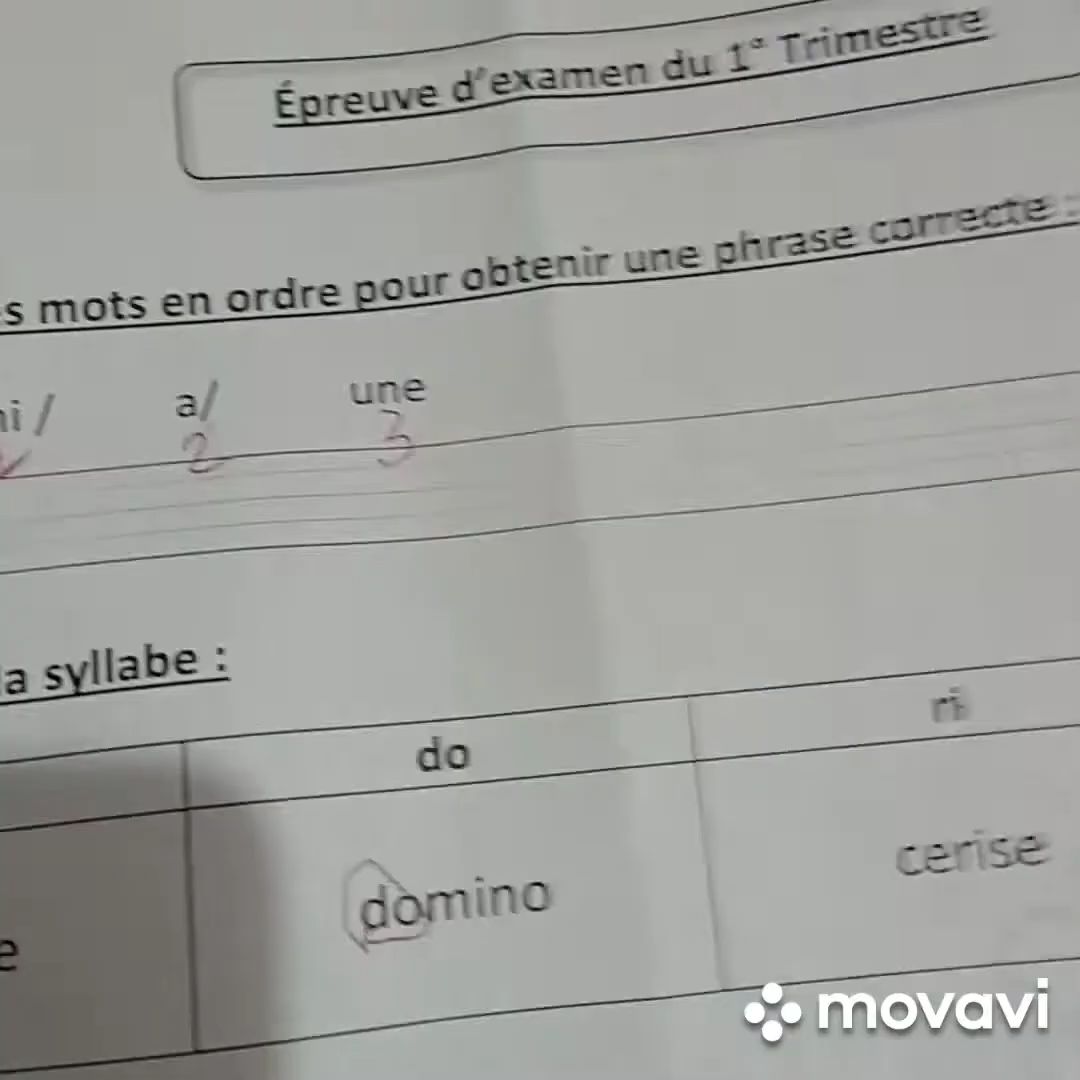 Épreuve d'examen du 1° Trimestre
mots en ordre pour obtenir une phrase correcte :
a/ une
2 3
la syllabe :
do ri
domino cerise
movavi